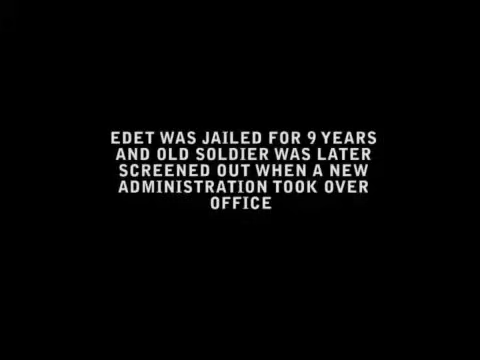 EDET WAS JAILED FOR 9 YEARS
AND OLD SOLDIER WAS LATER
SCREENED OUT WHEN A NEW
ADMINISTRATION TOOK OVER
OFFICE